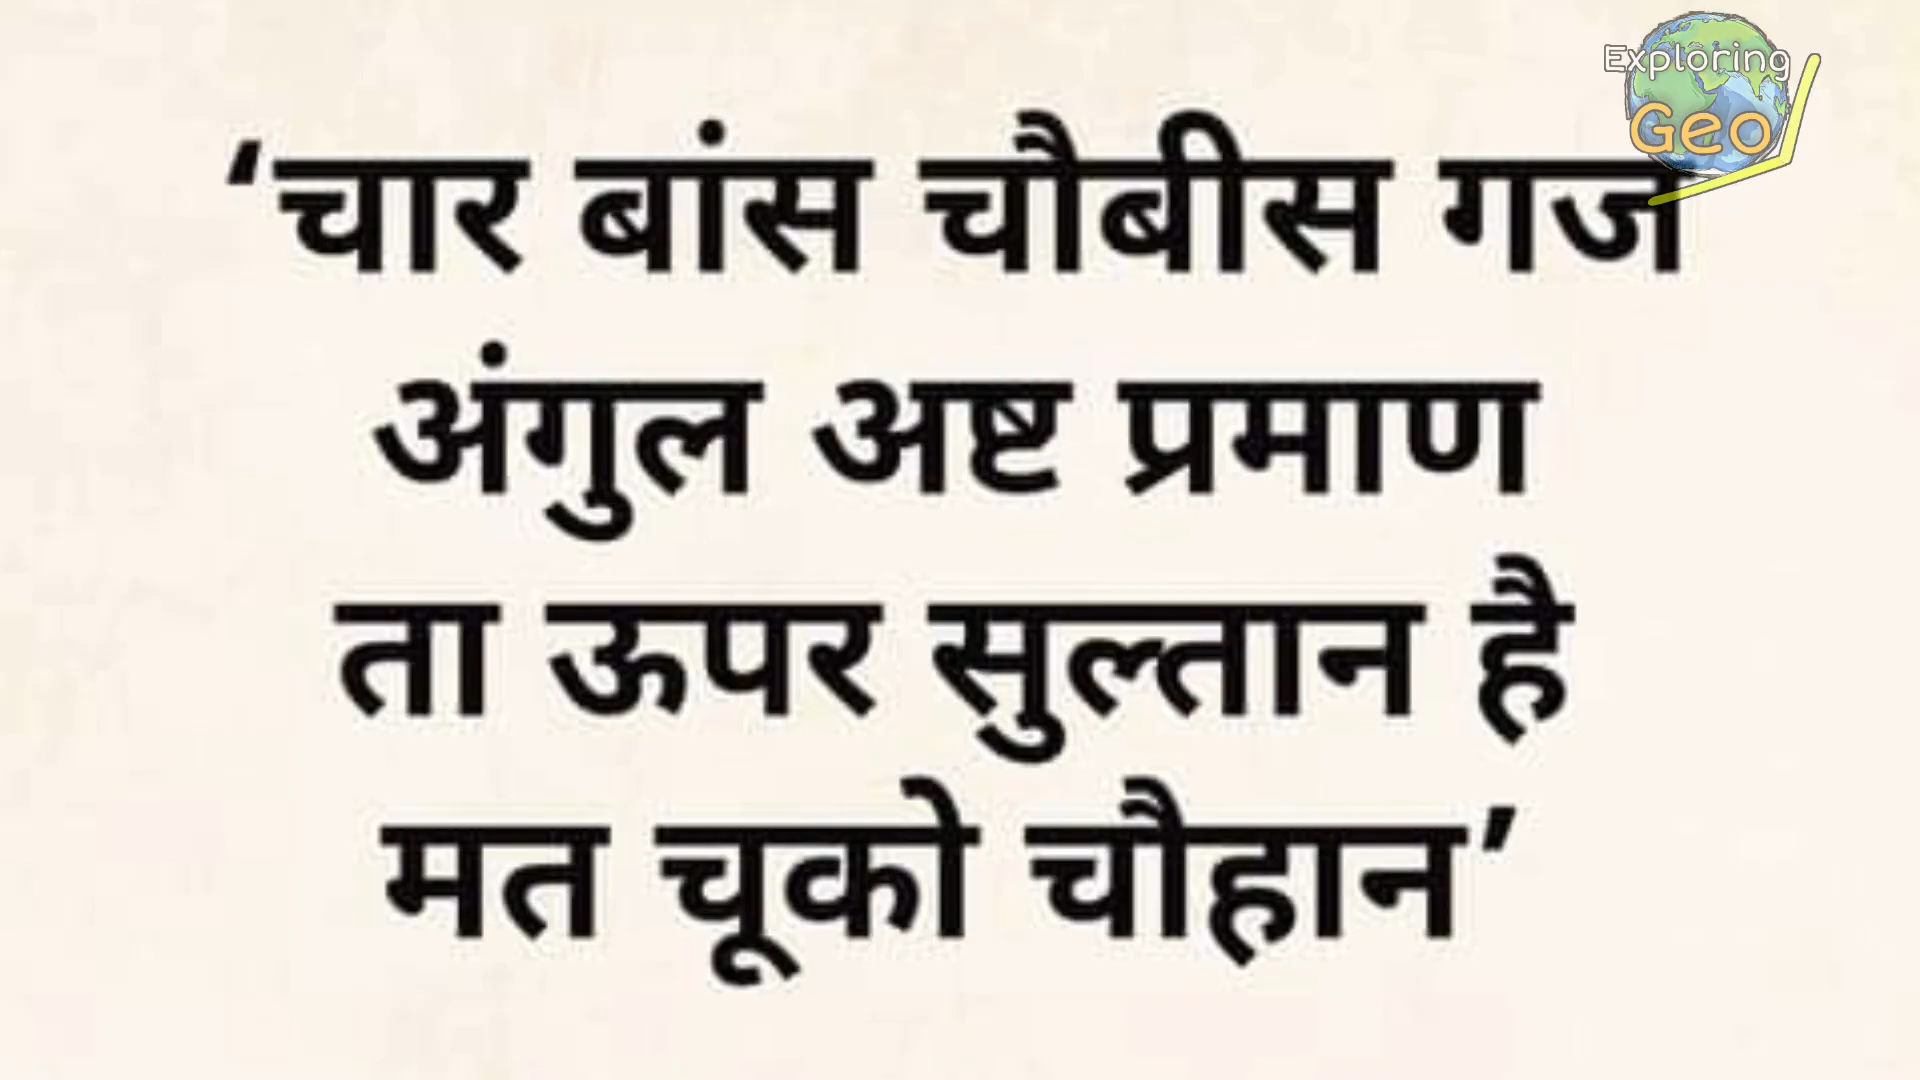 Exploring
Geo
‘चार बांस चौबीस गज
अंगुल अष्ट प्रमाण
ता ऊपर सुल्तान है
मत चूको चौहान’